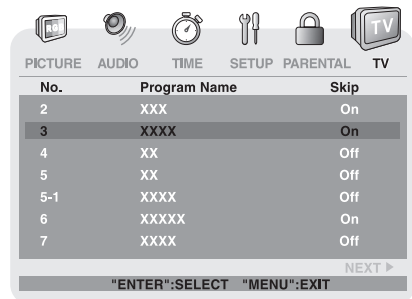 TV
PICTURE AUDIO TIME SETUP PARENTAL TV
No. Program Name Skip
2 XXX On
3 XXXX On
4 XX Off
5 XX Off
5-1 XXXX Off
6 XXXXX On
7 XXXX Off
NEXT ▶
"ENTER":SELECT "MENU":EXIT